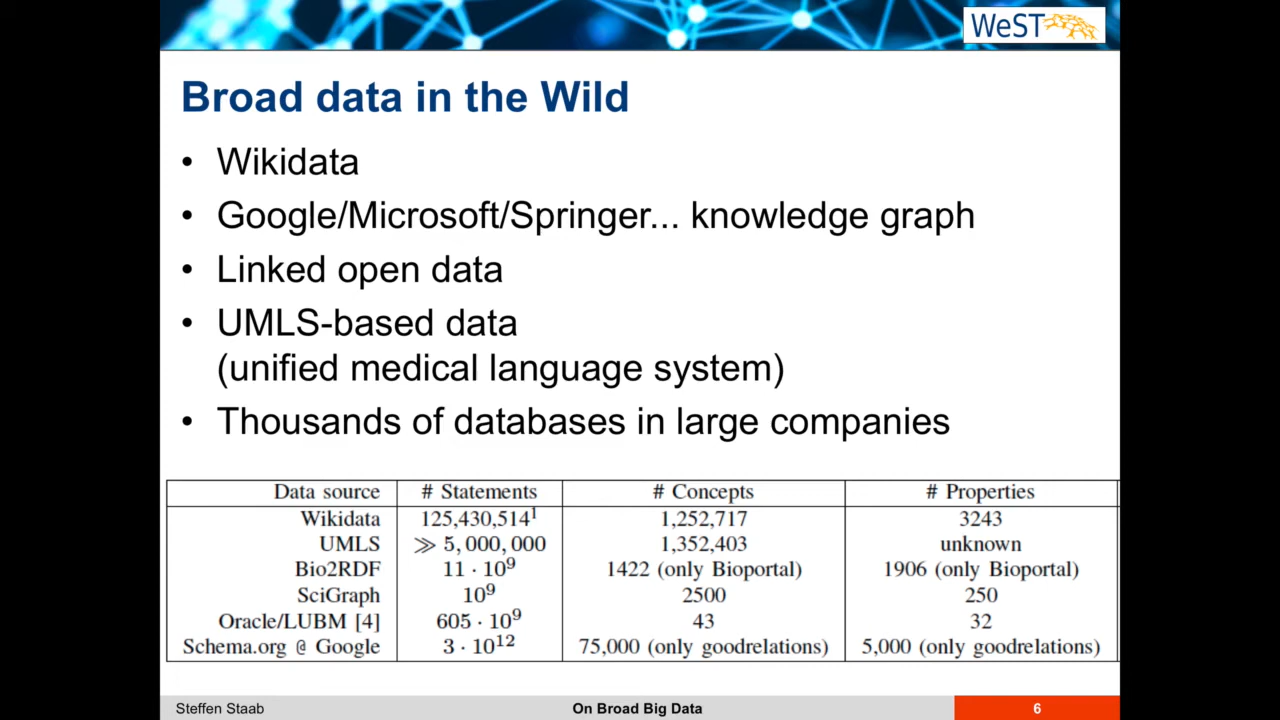 WeST
Broad data in the Wild
• Wikidata
• Google/Microsoft/Springer... knowledge graph
• Linked open data
• UMLS-based data
(unified medical language system)
• Thousands of databases in large companies
Data source # Statements # Concepts # Properties
Wikidata 125,430,514¹ 1,252,717 3243
UMLS ≫ 5,000,000 1,352,403 unknown
Bio2RDF 11 · 10⁹ 1422 (only Bioportal) 1906 (only Bioportal)
SciGraph 10⁹ 2500 250
Oracle/LUBM [4] 605 · 10⁹ 43 32
Schema.org @ Google 3 · 10¹² 75,000 (only goodrelations) 5,000 (only goodrelations)
Steffen Staab On Broad Big Data 6